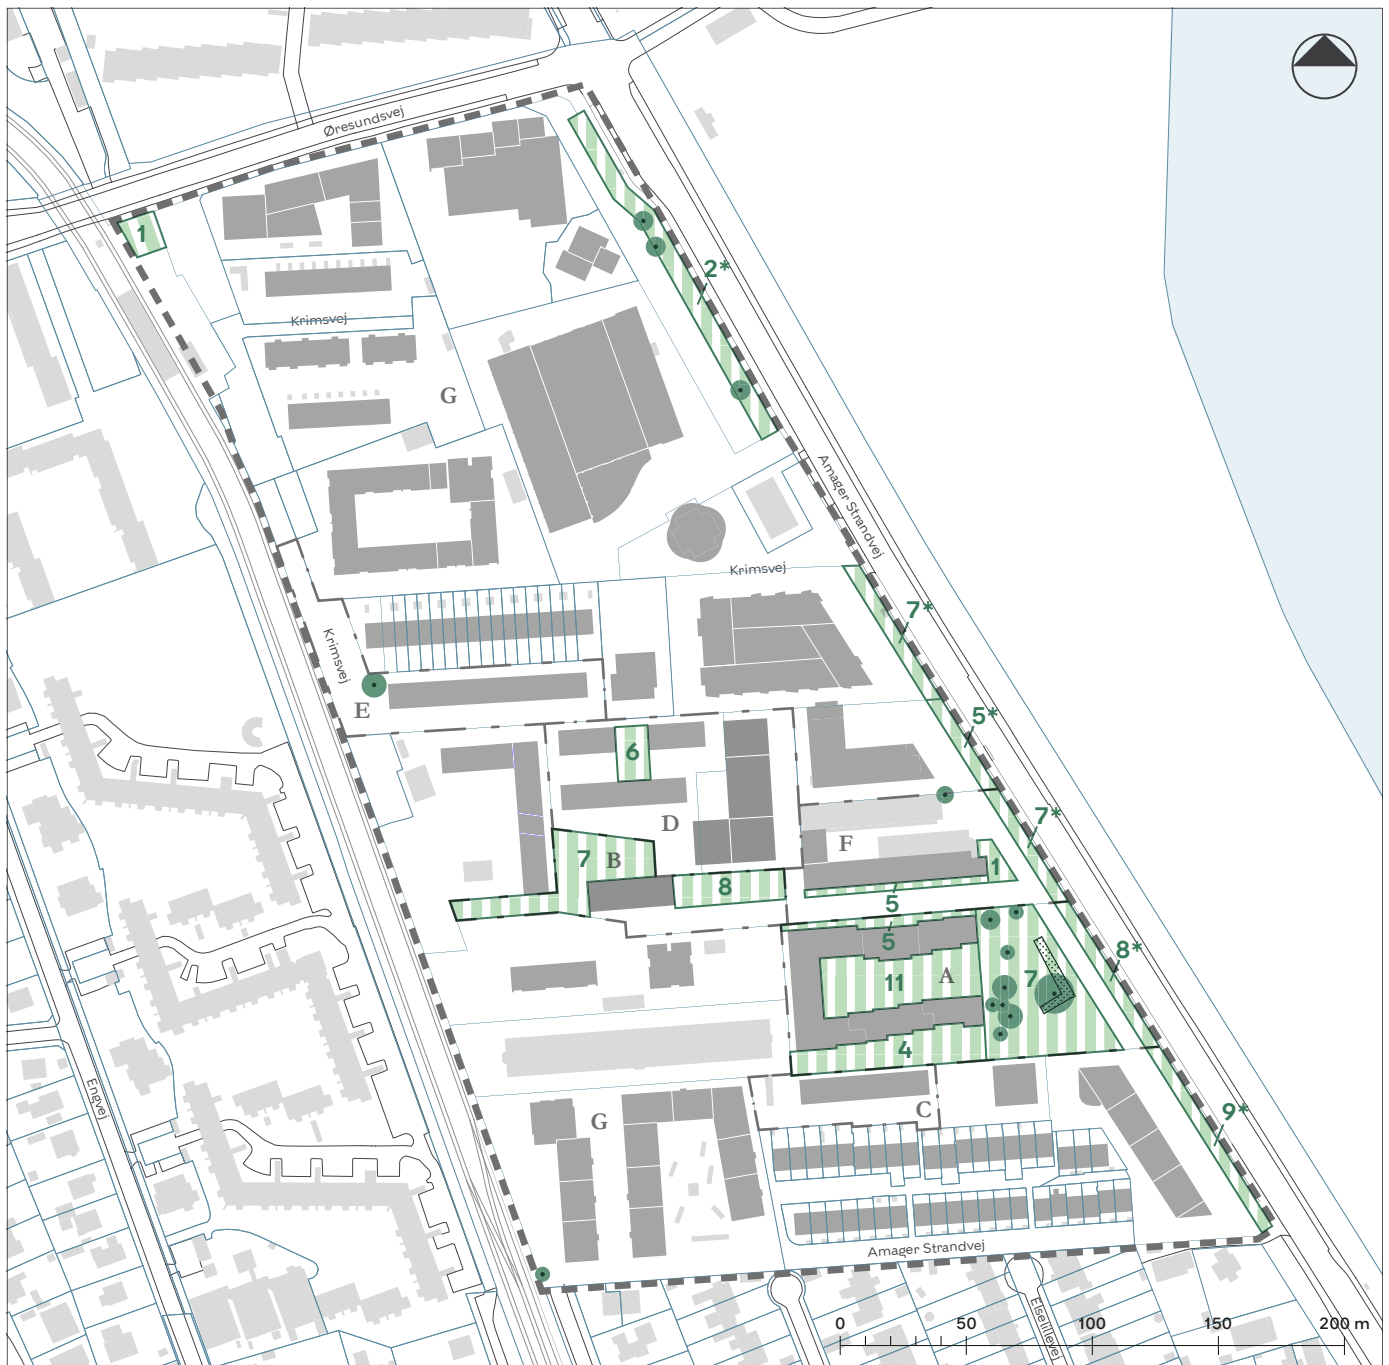 Øresundsvej
1
2*
Krimsvej
G
Amager Strandvej
Krimsvej
7*
Krimsvej
E
5*
6
D
7*
F
7
B
1
8
5
5
8*
11
A
7
4
Engvej
C
G
9*
Amager Strandvej
Elselillevej
0
50
100
150
200 m